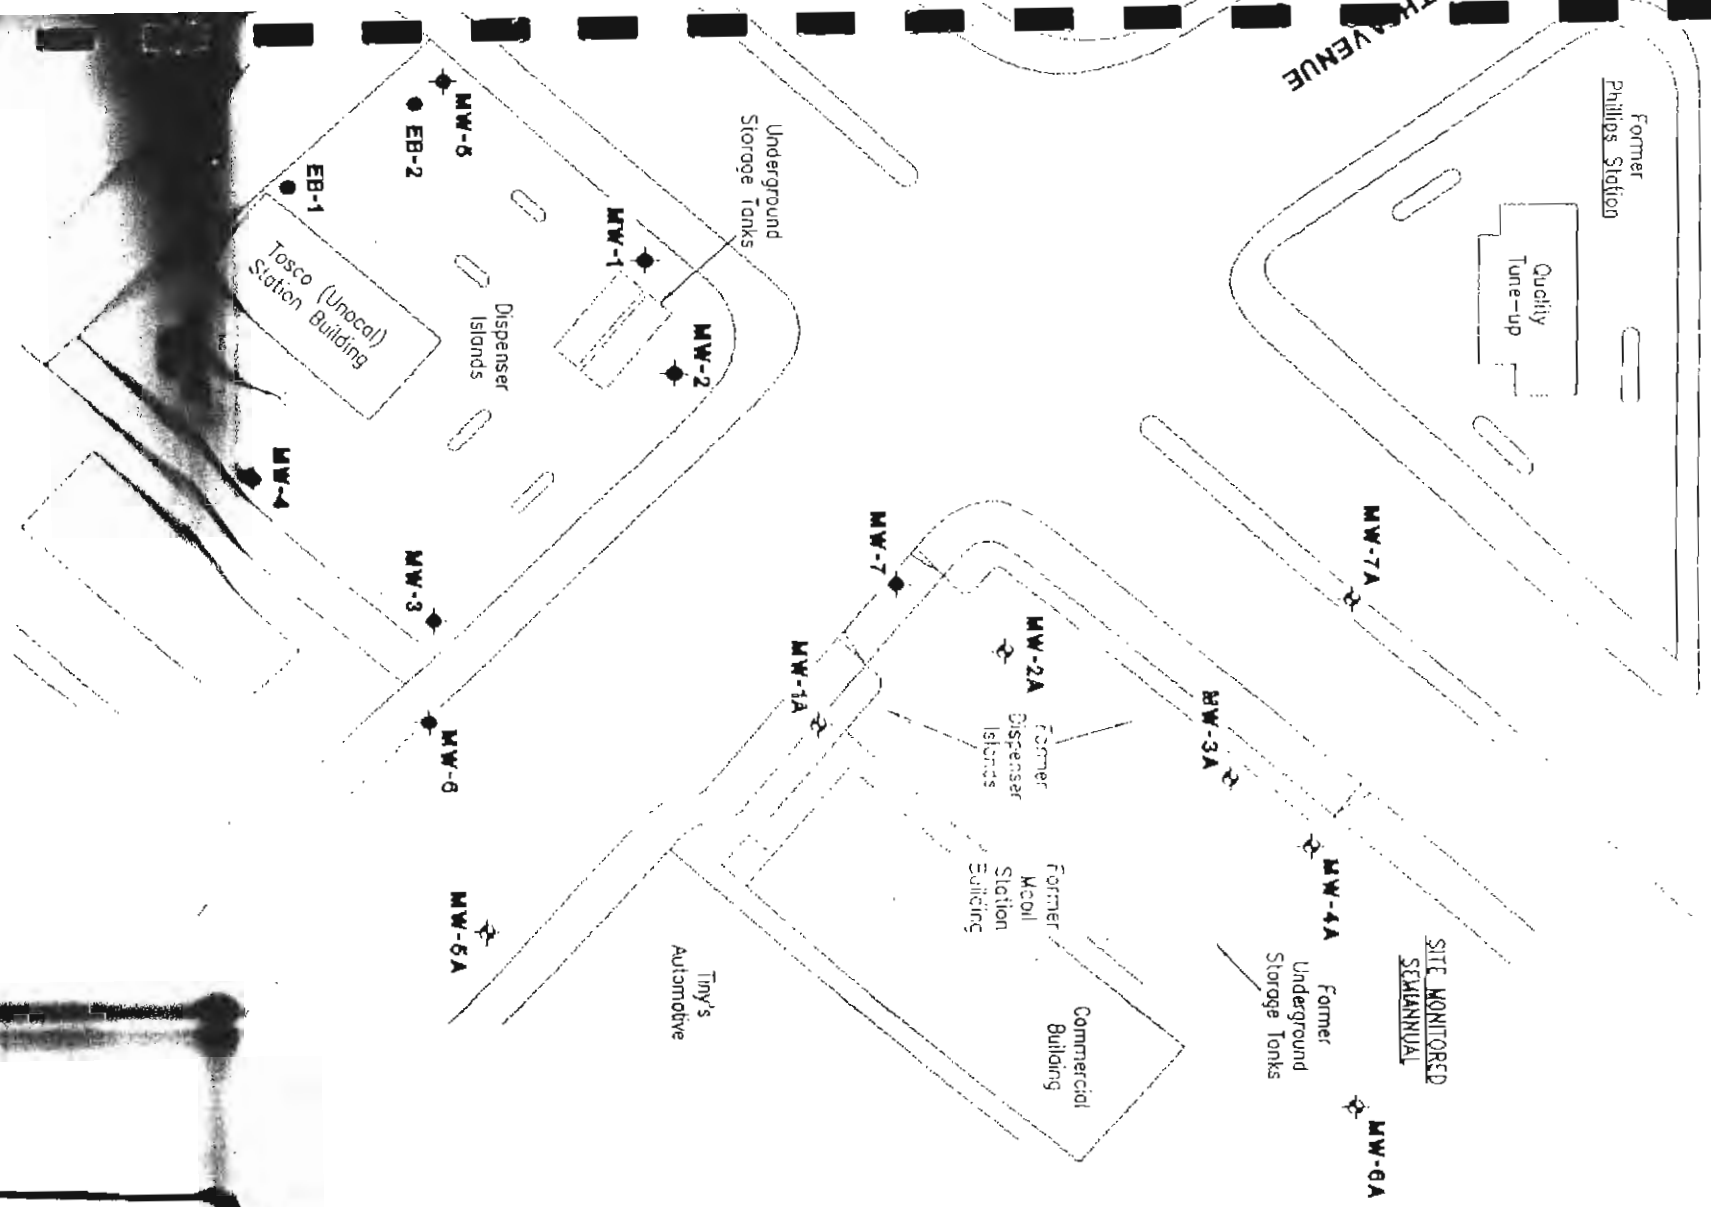 AVENUE
Former
Phillips Station
Quality
Tune-up
Underground
Storage Tanks
MW-5
EB-2
EB-1
MW-1
MW-2
Tosco (Unocal)
Station Building
Dispenser
Islands
MW-4
MW-3
MW-6
MW-7
MW-7A
MW-2A
MW-1A
MW-3A
Former
Dispenser
Islands
MW-4A
Former
Mobil
Station
Building
MW-5A
Tiny's
Automotive
Commercial
Building
Former
Underground
Storage Tanks
SITE MONITORED
SEMIANNUAL
MW-6A